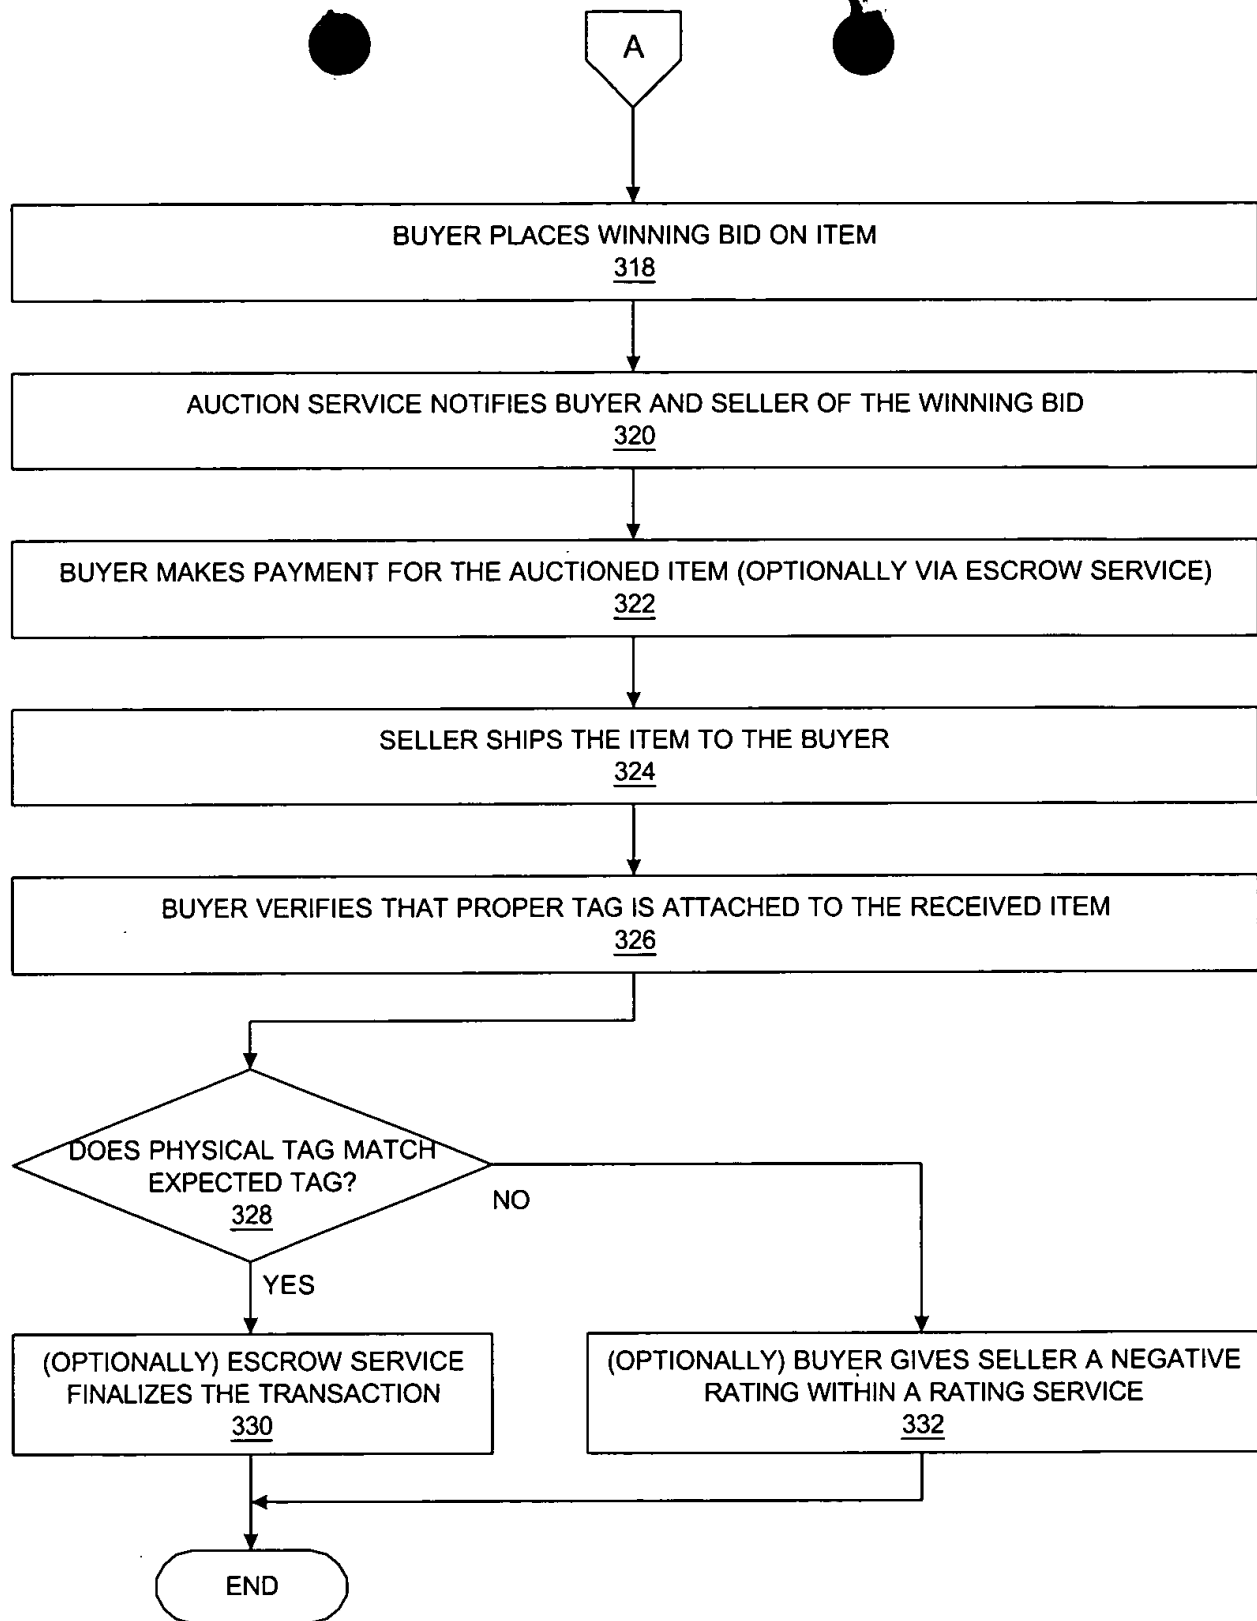 A
BUYER PLACES WINNING BID ON ITEM
318
AUCTION SERVICE NOTIFIES BUYER AND SELLER OF THE WINNING BID
320
BUYER MAKES PAYMENT FOR THE AUCTIONED ITEM (OPTIONALLY VIA ESCROW SERVICE)
322
SELLER SHIPS THE ITEM TO THE BUYER
324
BUYER VERIFIES THAT PROPER TAG IS ATTACHED TO THE RECEIVED ITEM
326
DOES PHYSICAL TAG MATCH
EXPECTED TAG?
328
NO
YES
(OPTIONALLY) ESCROW SERVICE
FINALIZES THE TRANSACTION
330
(OPTIONALLY) BUYER GIVES SELLER A NEGATIVE
RATING WITHIN A RATING SERVICE
332
END